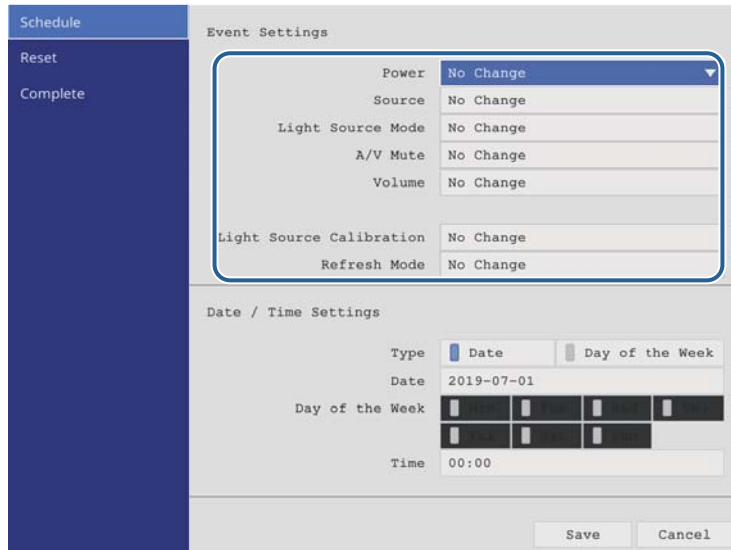 Schedule
Reset
Complete
Event Settings
Power No Change
Source No Change
Light Source Mode No Change
A/V Mute No Change
Volume No Change
Light Source Calibration No Change
Refresh Mode No Change
Date / Time Settings
Type Date Day of the Week
Date 2019-07-01
Day of the Week
Time 00:00
Save Cancel